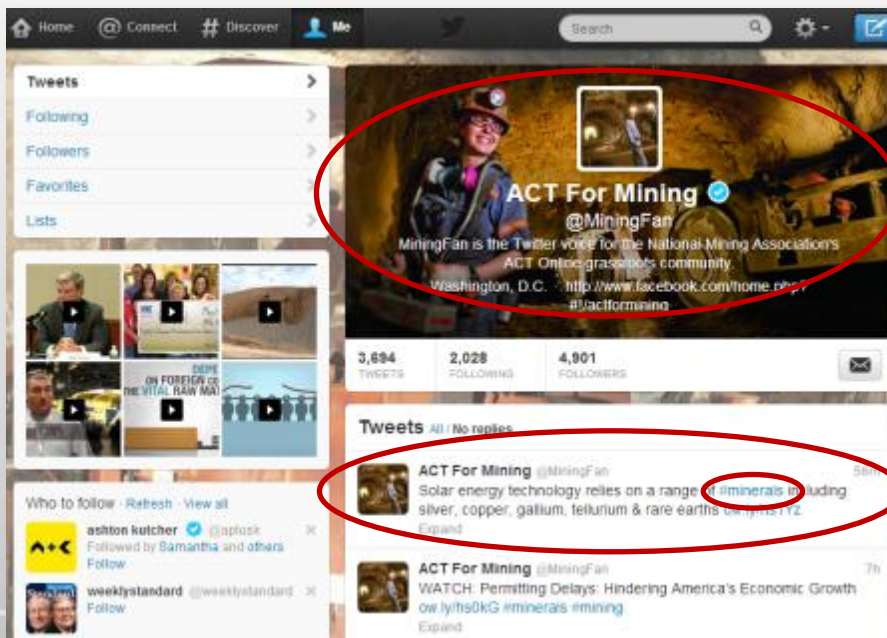 Home @ Connect # Discover Me Search
Tweets
Following
Followers
Favorites
Lists
ACT For Mining
@MiningFan
MiningFan is the Twitter voice for the National Mining Association's
ACT Online grassroots community.
Washington, D.C. · http://www.facebook.com/home.php?
#!/actformining
3,694 2,028 4,901
TWEETS FOLLOWING FOLLOWERS
ON FOREIGN
VITAL RAW
Tweets All / No replies
ACT For Mining @MiningFan 56m
Solar energy technology relies on a range of #minerals including
silver, copper, gallium, tellurium & rare earths
Expand
ACT For Mining @MiningFan 7h
WATCH: Permitting Delays: Hindering America's Economic Growth
ow.ly/hs0kG #minerals #mining
Expand
Who to follow · Refresh · View all
ashton kutcher @aplusk
Followed by Samantha and others
Follow
weeklystandard @weeklystandard
Follow